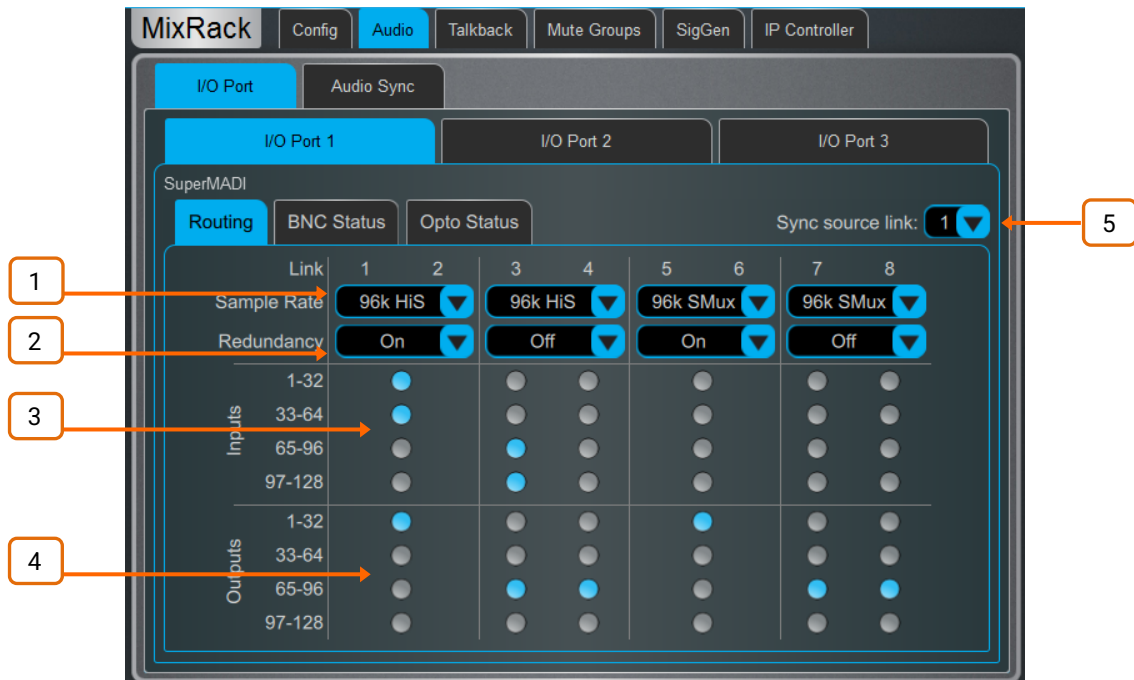 MixRack Config Audio Talkback Mute Groups SigGen IP Controller
I/O Port Audio Sync
I/O Port 1 I/O Port 2 I/O Port 3
SuperMADI
Routing BNC Status Opto Status Sync source link: 1 5
Link 1 2 3 4 5 6 7 8
1 Sample Rate 96k HiS 96k HiS 96k SMux 96k SMux
2 Redundancy On Off On Off
Inputs
1-32
3 33-64
65-96
97-128
Outputs
1-32
4 33-64
65-96
97-128